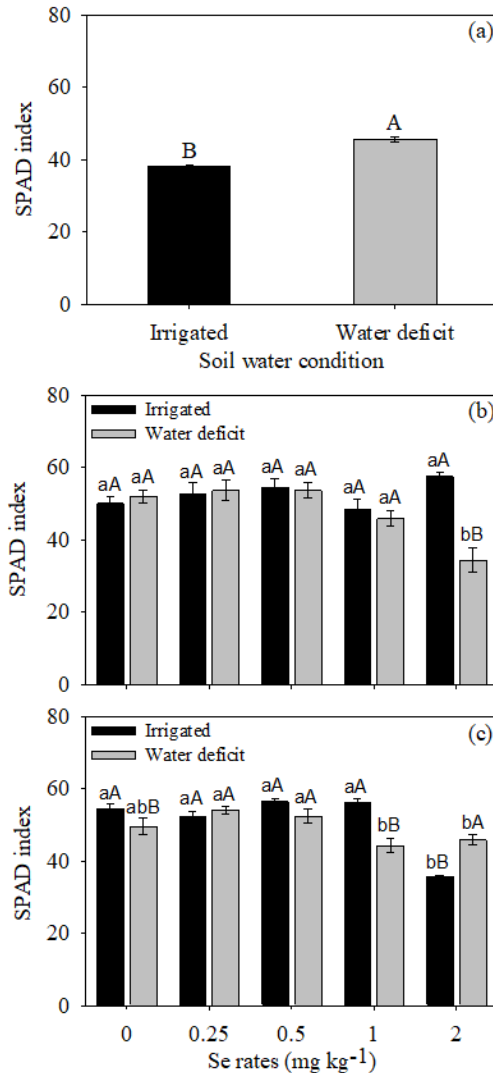 80
(a)
A
60
B
40
20
0
SPAD index
Irrigated Water deficit
Soil water condition
80
Irrigated
(b)
Water deficit
aA aA aA aA aA aA aA aA aA bB
60
40
20
0
SPAD index
80
Irrigated
(c)
Water deficit
aA abB aA aA aA aA aA bB bB bA
60
40
20
0
SPAD index
0 0.25 0.5 1 2
Se rates (mg kg⁻¹)